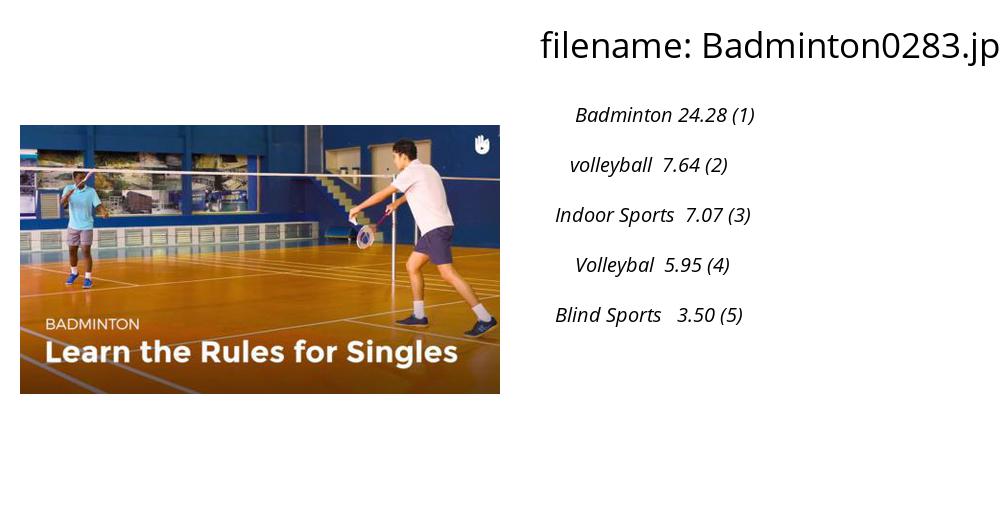 filename: Badminton0283.jp
Badminton 24.28 (1)
volleyball 7.64 (2)
Indoor Sports 7.07 (3)
Volleybal 5.95 (4)
Blind Sports 3.50 (5)
BADMINTON
Learn the Rules for Singles